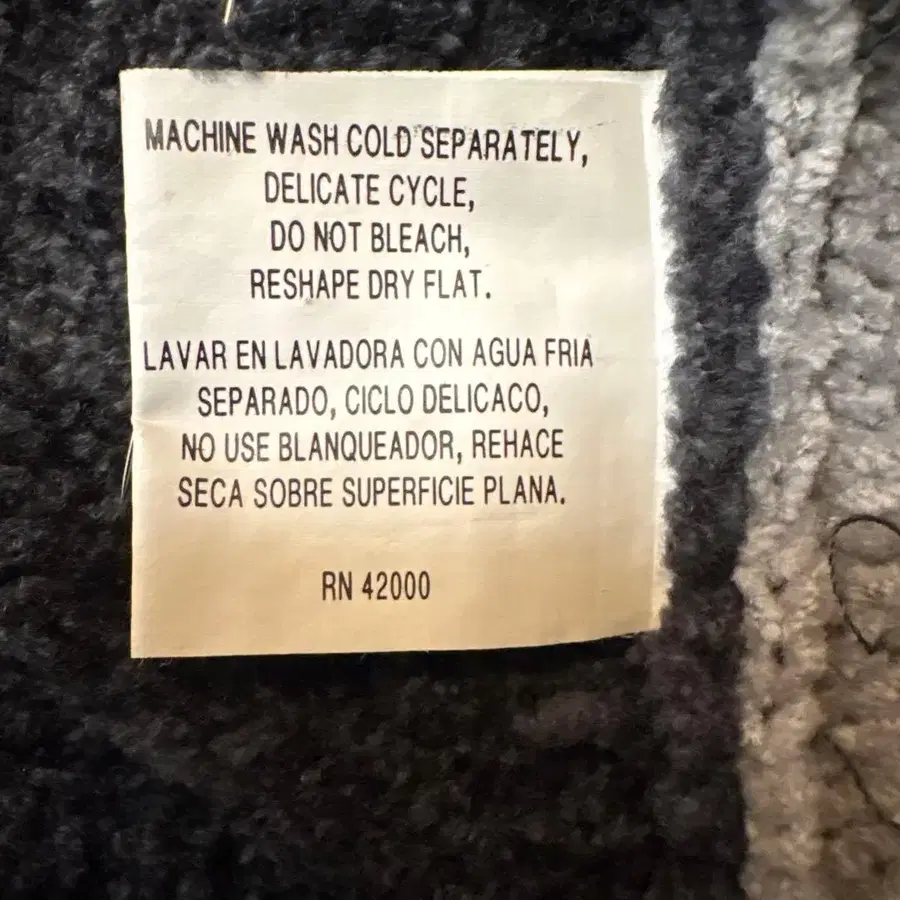 MACHINE WASH COLD SEPARATELY,
DELICATE CYCLE,
DO NOT BLEACH,
RESHAPE DRY FLAT.
LAVAR EN LAVADORA CON AGUA FRIA
SEPARADO, CICLO DELICACO,
NO USE BLANQUEADOR, REHACE
SECA SOBRE SUPERFICIE PLANA.
RN 42000